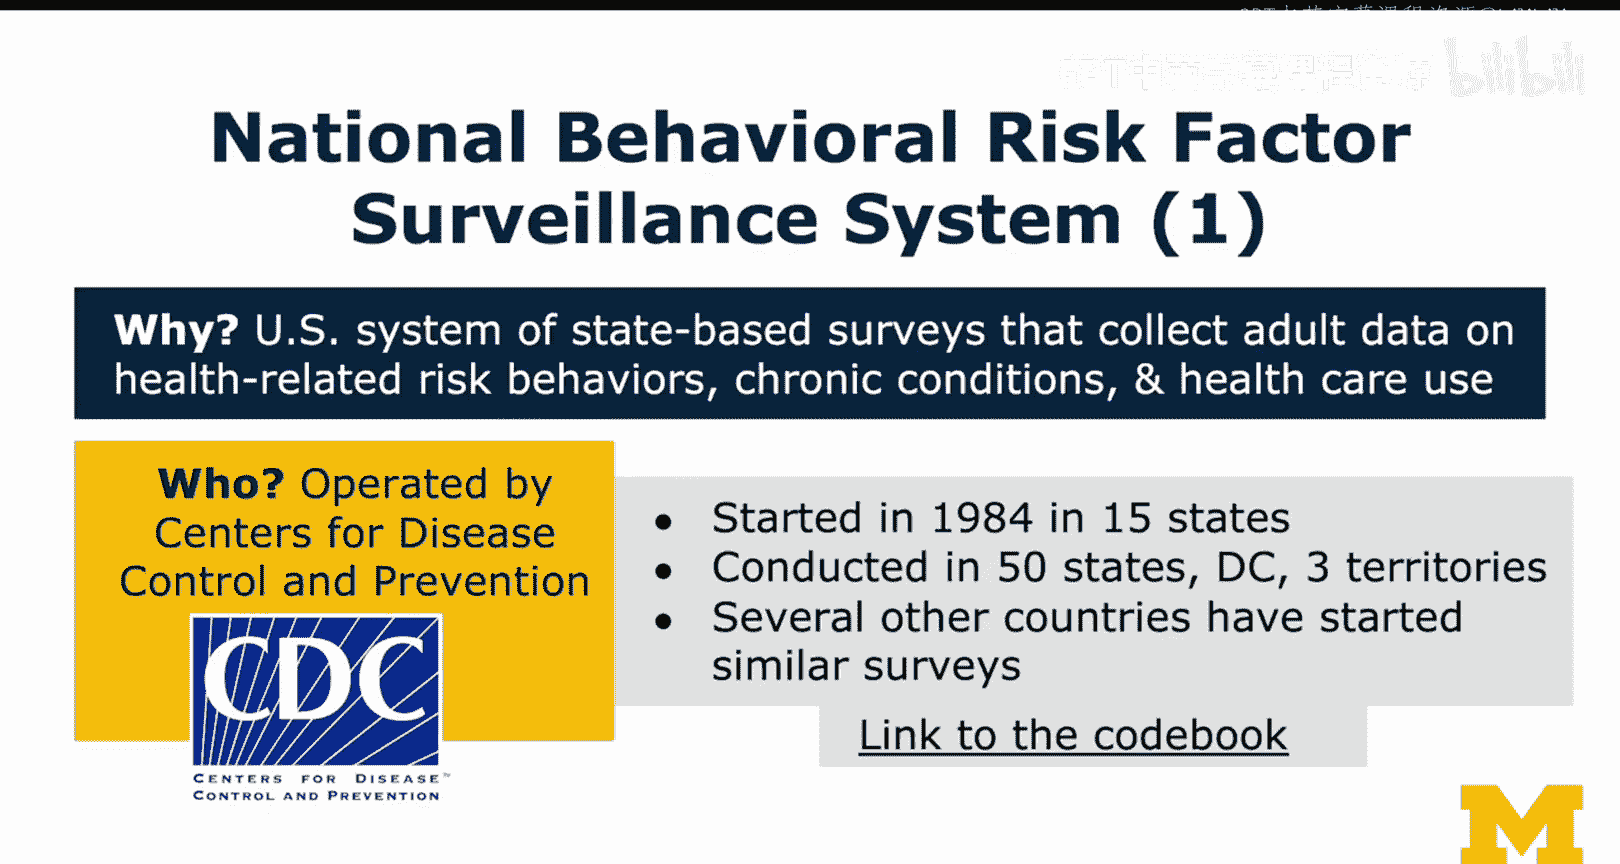 National Behavioral Risk Factor
Surveillance System (1)
Why? U.S. system of state-based surveys that collect adult data on
health-related risk behaviors, chronic conditions, & health care use
Who? Operated by
Centers for Disease
Control and Prevention
CDC
CENTERS FOR DISEASE™
CONTROL AND PREVENTION
● Started in 1984 in 15 states
● Conducted in 50 states, DC, 3 territories
● Several other countries have started
similar surveys
Link to the codebook
M
bilibili